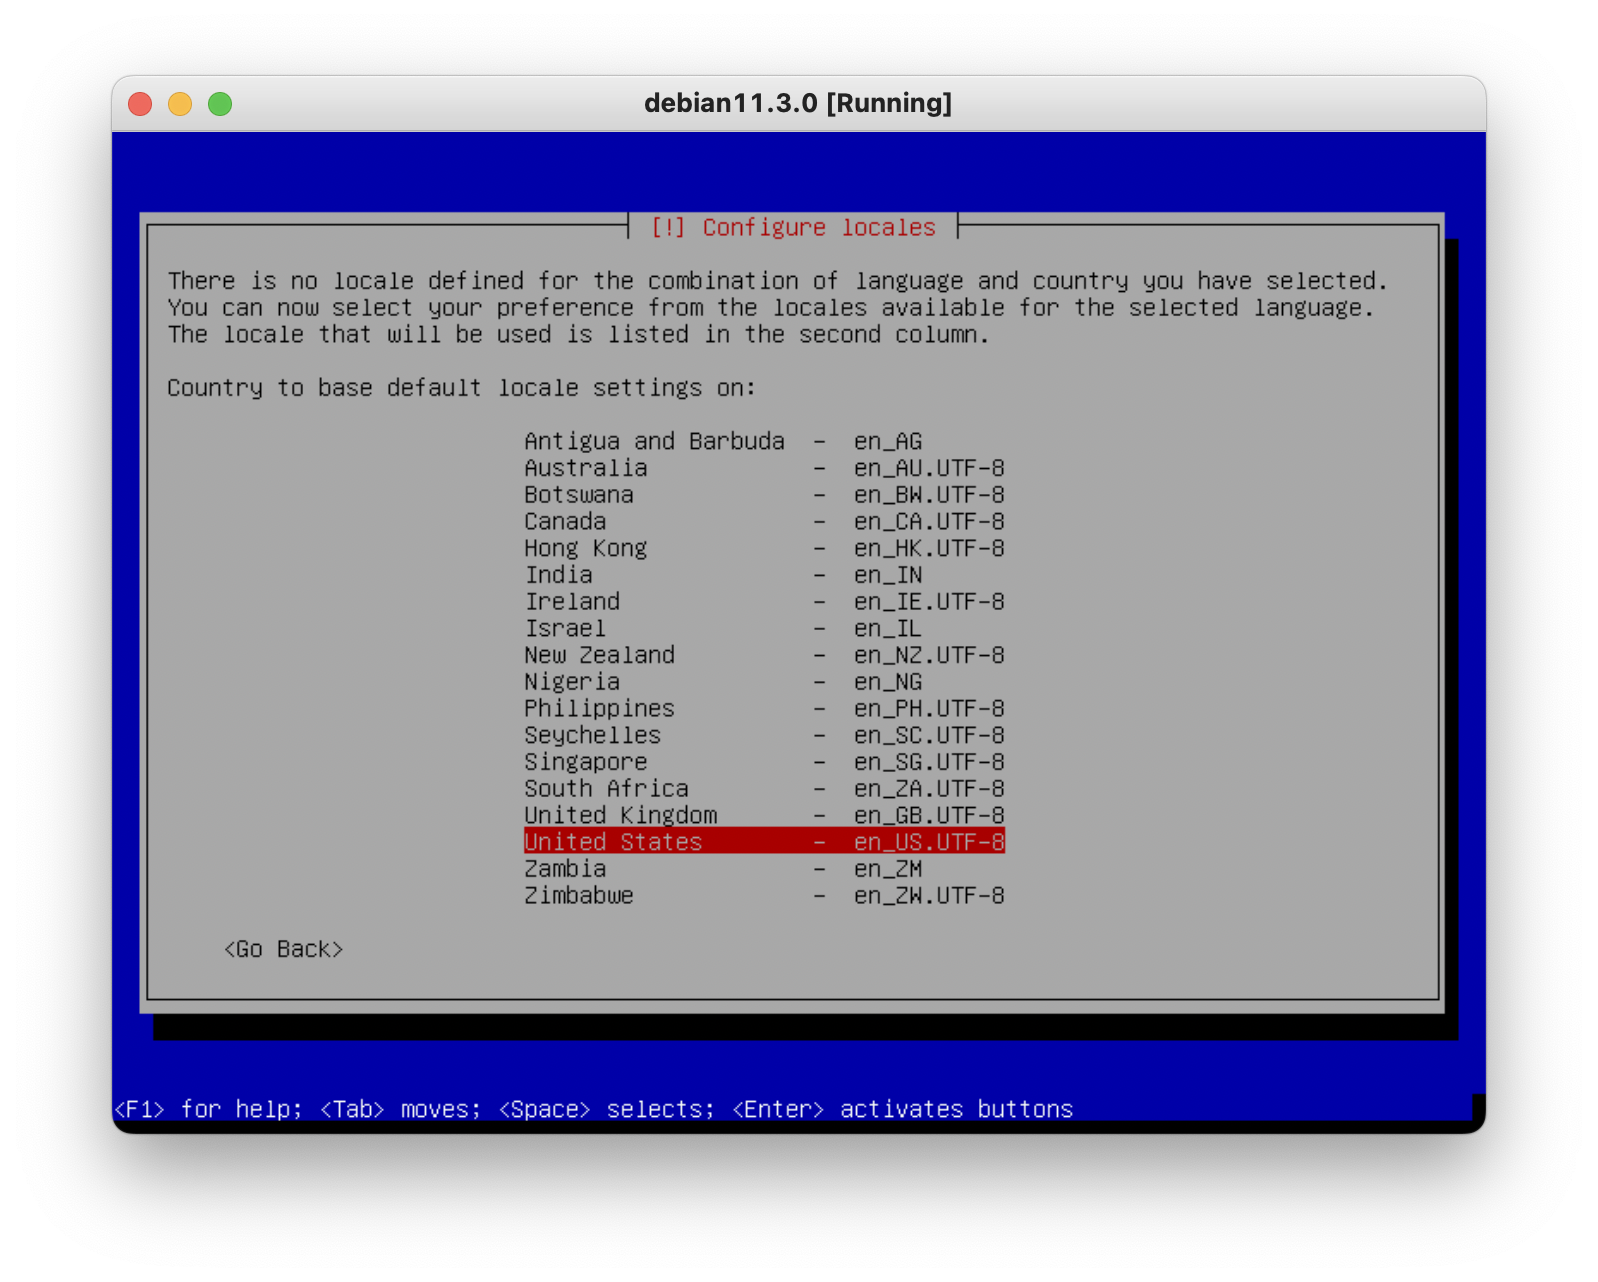 debian11.3.0 [Running]
[!] Configure locales
There is no locale defined for the combination of language and country you have selected.
You can now select your preference from the locales available for the selected language.
The locale that will be used is listed in the second column.
Country to base default locale settings on:
Antigua and Barbuda - en_AG
Australia - en_AU.UTF-8
Botswana - en_BW.UTF-8
Canada - en_CA.UTF-8
Hong Kong - en_HK.UTF-8
India - en_IN
Ireland - en_IE.UTF-8
Israel - en_IL
New Zealand - en_NZ.UTF-8
Nigeria - en_NG
Philippines - en_PH.UTF-8
Seychelles - en_SC.UTF-8
Singapore - en_SG.UTF-8
South Africa - en_ZA.UTF-8
United Kingdom - en_GB.UTF-8
United States - en_US.UTF-8
Zambia - en_ZM
Zimbabwe - en_ZW.UTF-8
<Go Back>
<F1> for help; <Tab> moves; <Space> selects; <Enter> activates buttons